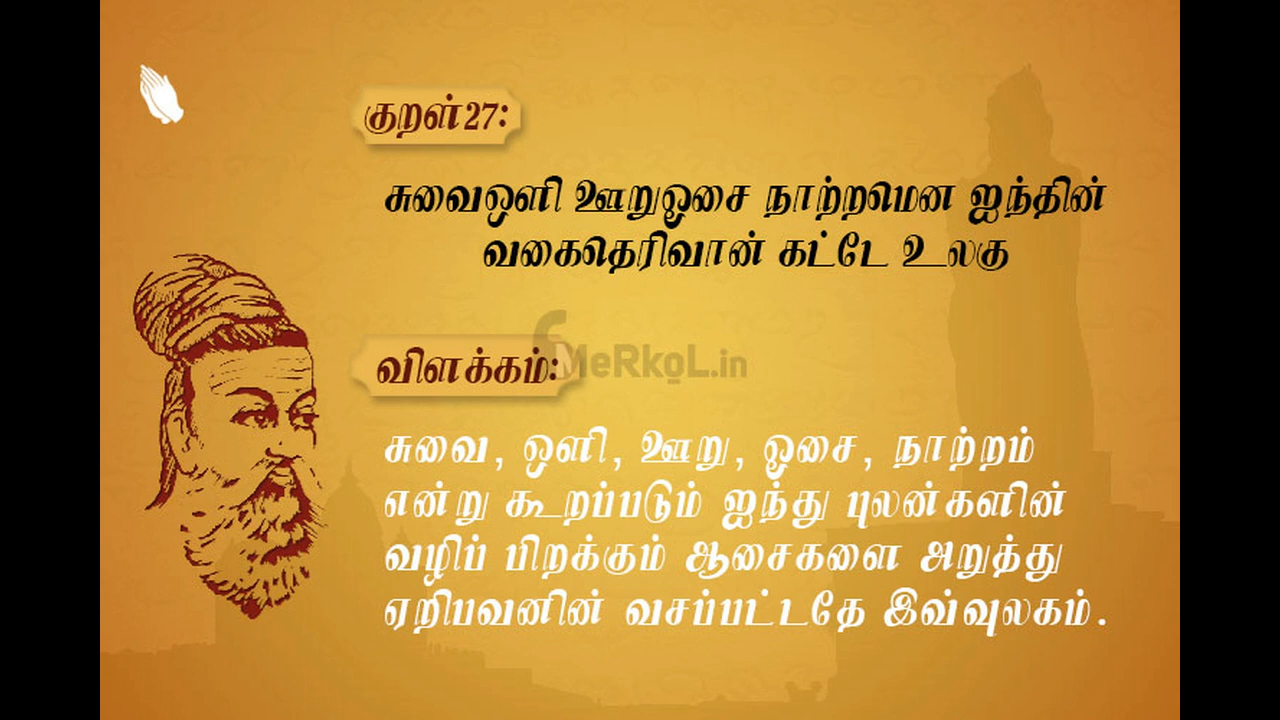 குறள்27:
சுவைஒளி ஊறுஓசை நாற்றமென ஐந்தின்
வகைதெரிவான் கட்டே உலகு
விளக்கம்:
MeRkoL.in
சுவை, ஒளி, ஊறு, ஓசை, நாற்றம்
என்று கூறப்படும் ஐந்து புலன்களின்
வழிப் பிறக்கும் ஆசைகளை அறுத்து
ஏறிபவனின் வசப்பட்டதே இவ்வுலகம்.